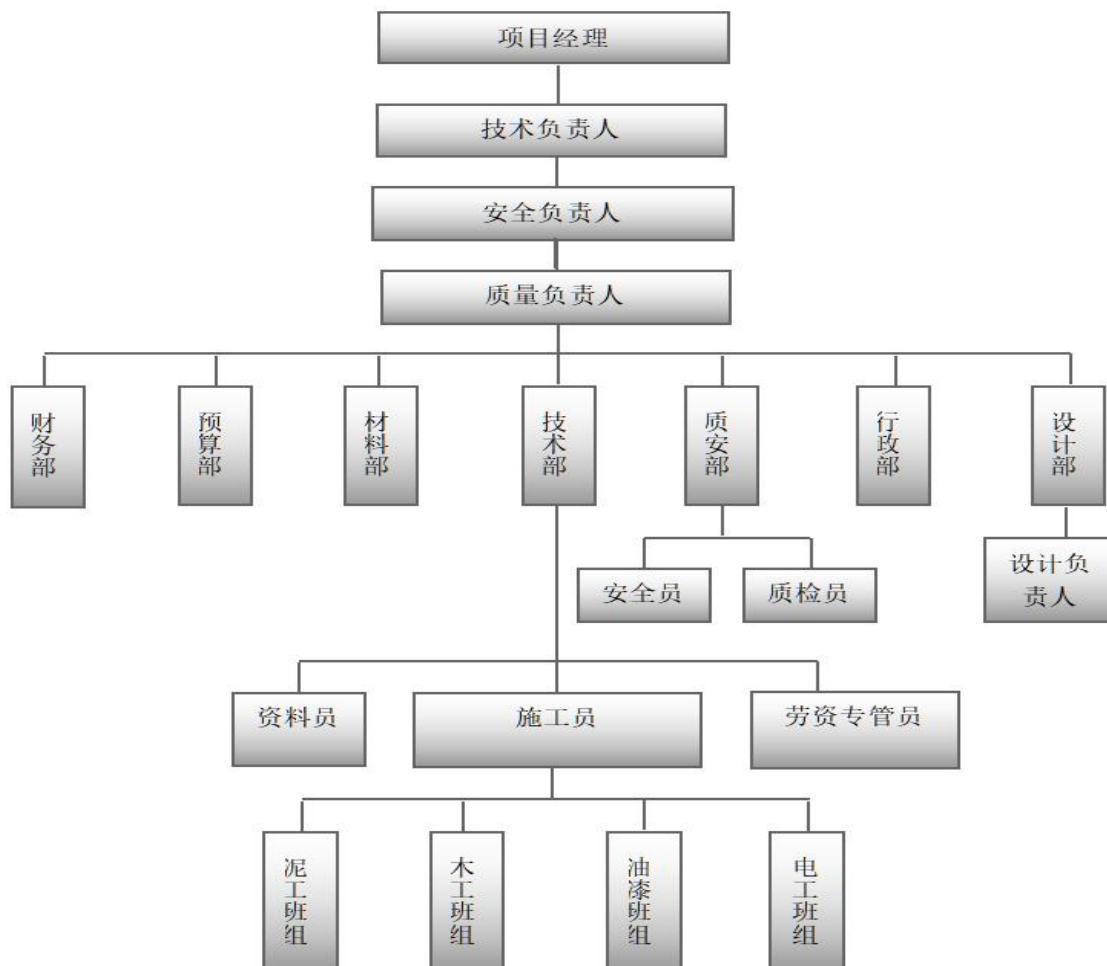 项目经理
技术负责人
安全负责人
质量负责人
财务部
预算部
材料部
技术部
质安部
行政部
设计部
安全员
质检员
设计负
责人
资料员
施工员
劳资专管员
泥工班组
木工班组
油漆班组
电工班组